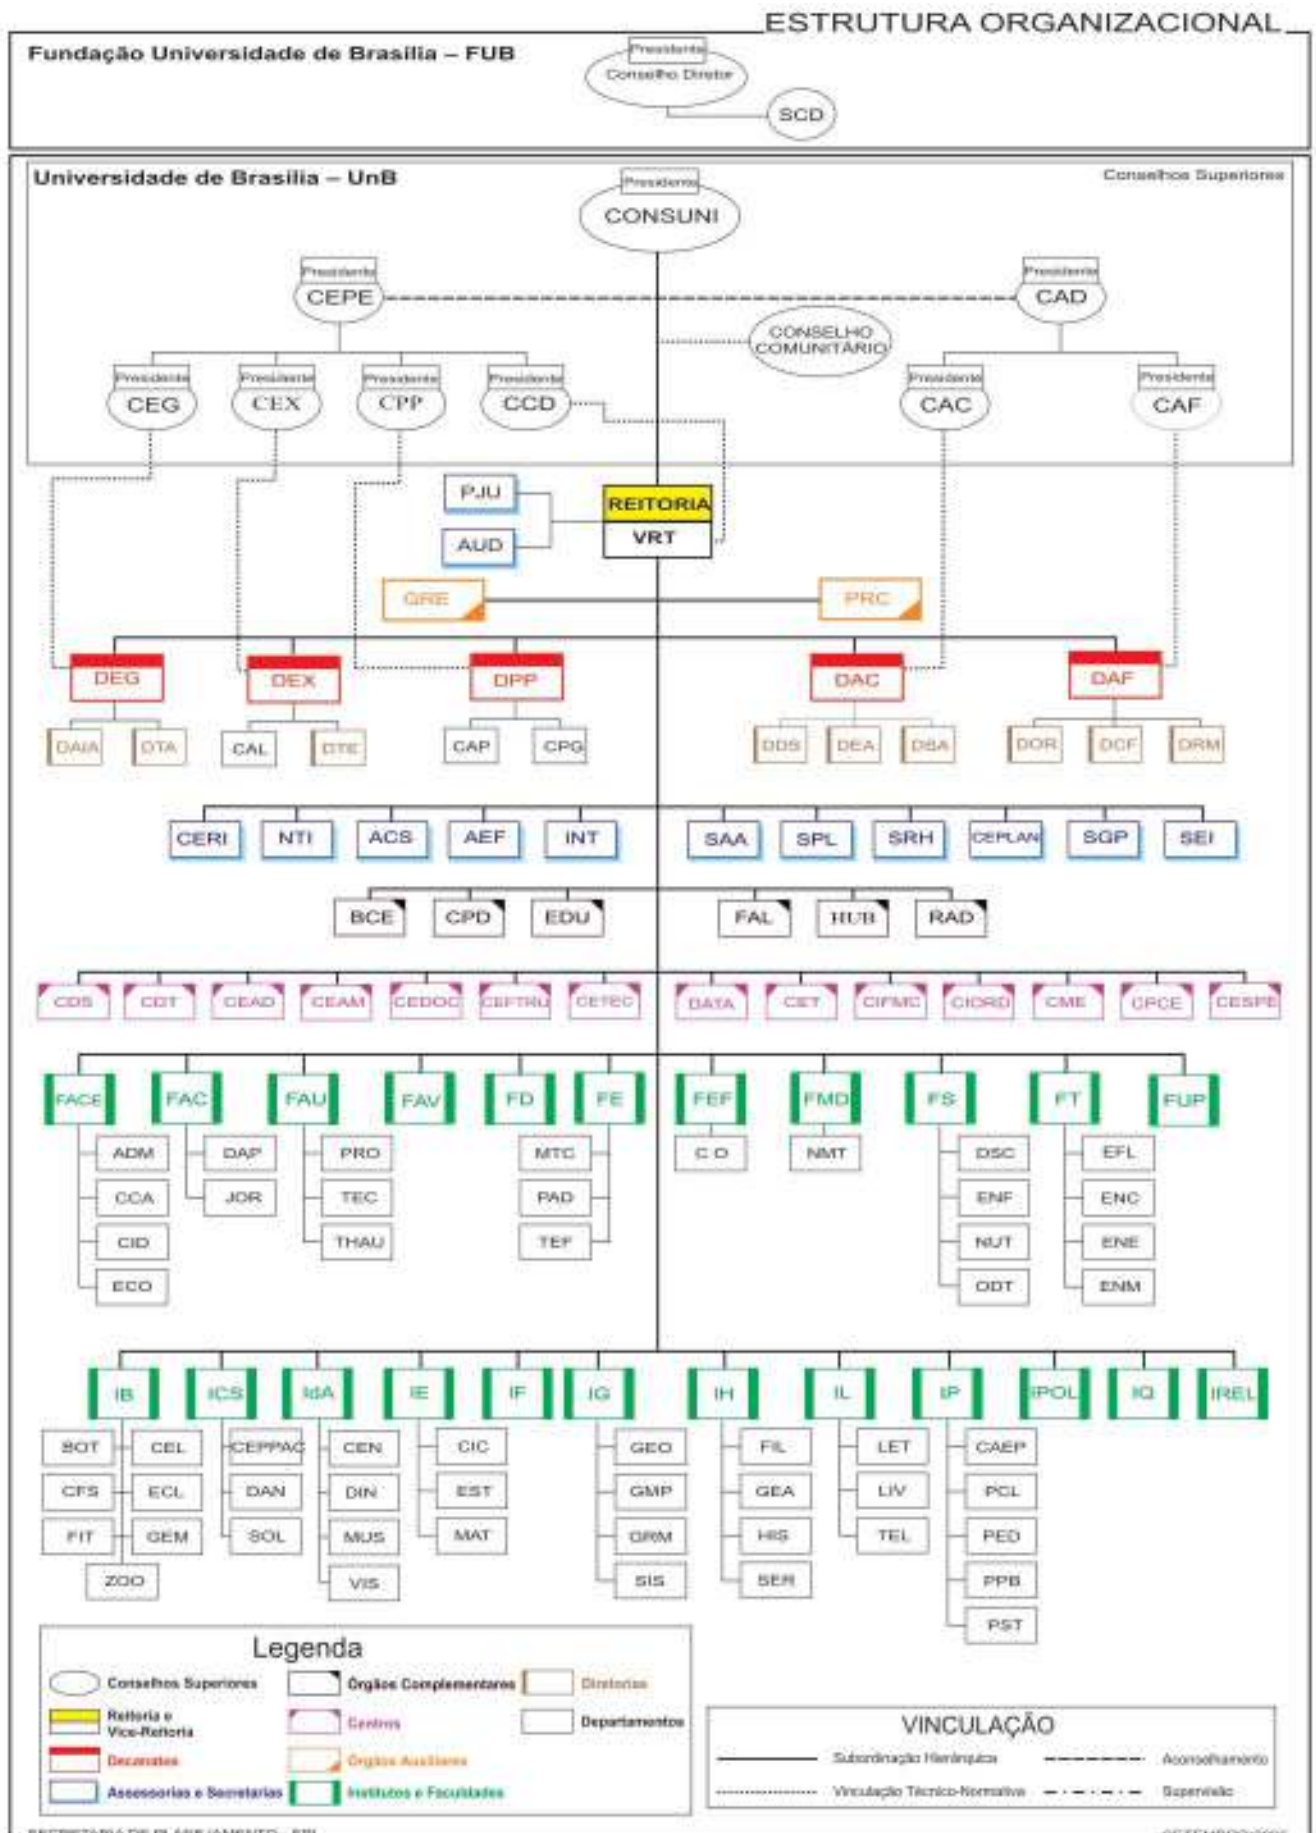 ESTRUTURA ORGANIZACIONAL
Fundação Universidade de Brasília – FUB
Presidente
Conselho Diretor
SCD
Universidade de Brasília – UnB
Conselhos Superiores
Presidente
CONSUNI
Presidente
CEPE
Presidente
CAD
CONSELHO
COMUNITÁRIO
Presidente Presidente Presidente Presidente Presidente Presidente
CEG CEX CPP CCD CAC CAF
PJU
REITORIA
AUD
VRT
GRE PRC
DEG DEX DPP DAC DAF
DAIA DTA CAL DTE CAP CPG DDS DEA DSA DOR DCF DRM
CERI NTI ACS AEF INT SAA SPL SRH CEPLAN SGP SEI
BCE CPD EDU FAL HUB RAD
CDS CDT CEAD CEAM CEDOC CEFTRU CETEC DATA CET CIFMC CIORD CME CPCE CESPE
FACE FAC FAU FAV FD FE FEF FMD FS FT FUP
ADM DAP PRO MTC C O NMT DSC EFL
CCA JOR TEC PAD ENF ENC
CID THAU TEF NUT ENE
ECO ODT ENM
IB ICS IdA IE IF IG IH IL IP IPOL IQ IREL
BOT CEL CEPPAC CEN CIC GEO FIL LET CAEP
CFS ECL DAN DIN EST GMP GEA LIV PCL
FIT GEM SOL MUS MAT GRM HIS TEL PED
ZOO VIS SIS SER PPB
PST
Legenda
Conselhos Superiores
Órgãos Complementares
Diretorias
Reitoria e
Vice-Reitoria
Centros
Departamentos
Decanatos
Órgãos Auxiliares
Assessorias e Secretarias
Institutos e Faculdades
VINCULAÇÃO
Subordinação Hierárquica
Aconselhamento
Vinculação Técnico-Normativa
Supervisão